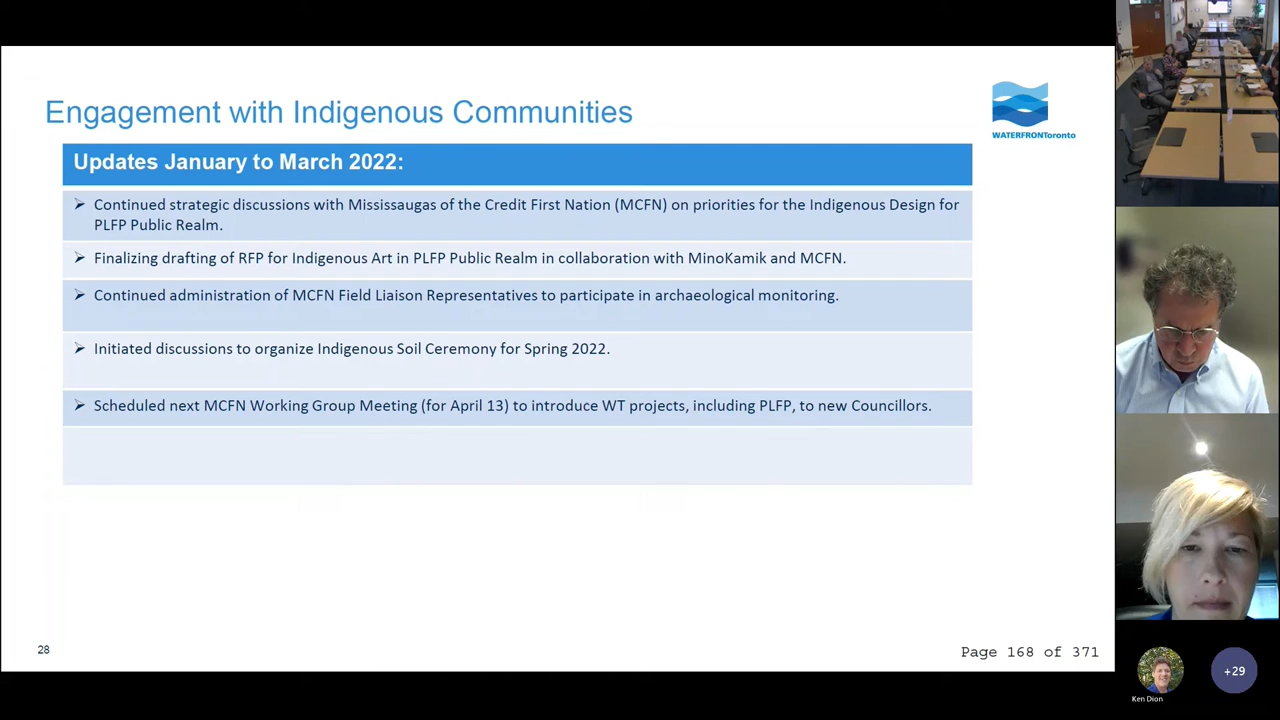 Engagement with Indigenous Communities
WATERFRONToronto
Updates January to March 2022:
➢ Continued strategic discussions with Mississaugas of the Credit First Nation (MCFN) on priorities for the Indigenous Design for
PLFP Public Realm.
➢ Finalizing drafting of RFP for Indigenous Art in PLFP Public Realm in collaboration with MinoKamik and MCFN.
➢ Continued administration of MCFN Field Liaison Representatives to participate in archaeological monitoring.
➢ Initiated discussions to organize Indigenous Soil Ceremony for Spring 2022.
➢ Scheduled next MCFN Working Group Meeting (for April 13) to introduce WT projects, including PLFP, to new Councillors.
28
Page 168 of 371
+29
Ken Dion